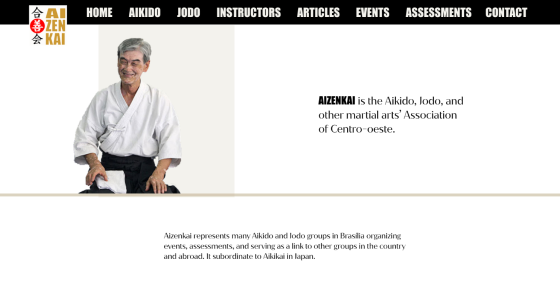 合
善
会
AI
ZEN
KAI
HOME AIKIDO JODO INSTRUCTORS ARTICLES EVENTS ASSESSMENTS CONTACT
AIZENKAI is the Aikido, Jodo, and
other martial arts' Association
of Centro-oeste.
Aizenkai represents many Aikido and Jodo groups in Brasília organizing
events, assessments, and serving as a link to other groups in the country
and abroad. It subordinate to Aikikai in Japan.